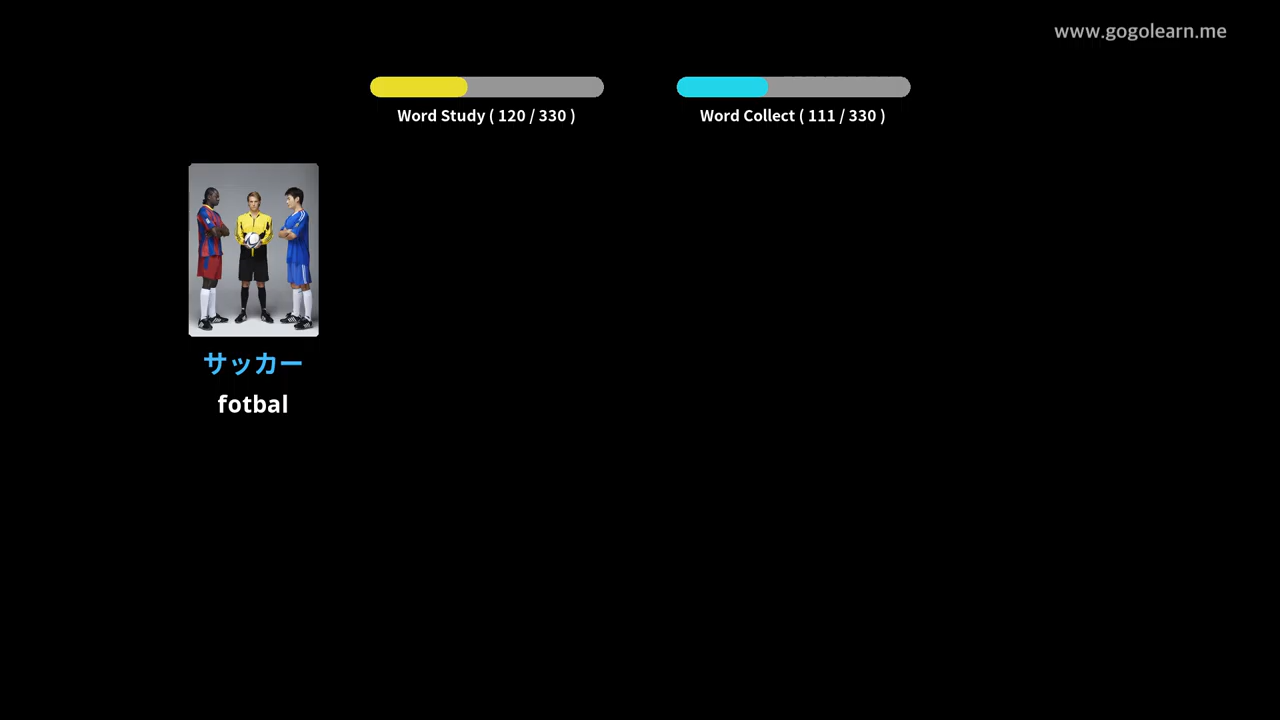 www.gogolearn.me
Word Study ( 120 / 330 )
Word Collect ( 111 / 330 )
サッカー
fotbal